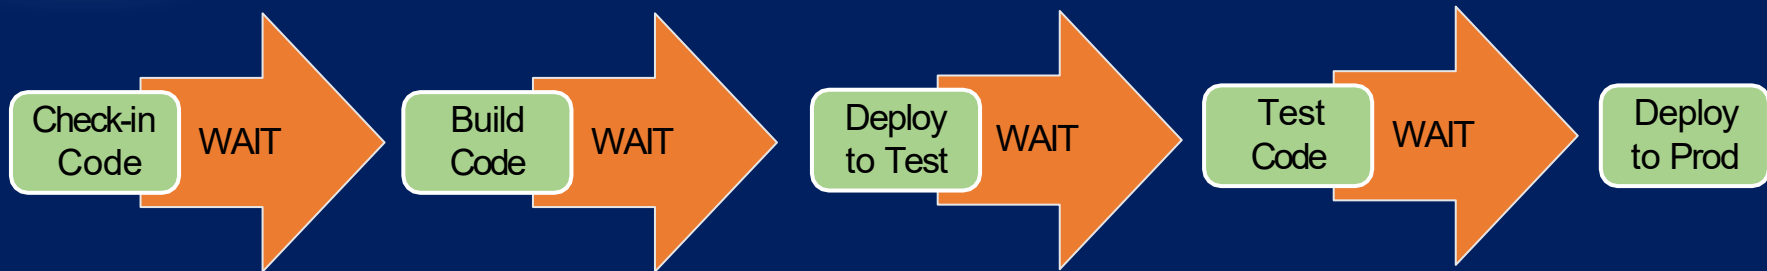 Check-in
Code
WAIT
Build
Code
WAIT
Deploy
to Test
WAIT
Test
Code
WAIT
Deploy
to Prod